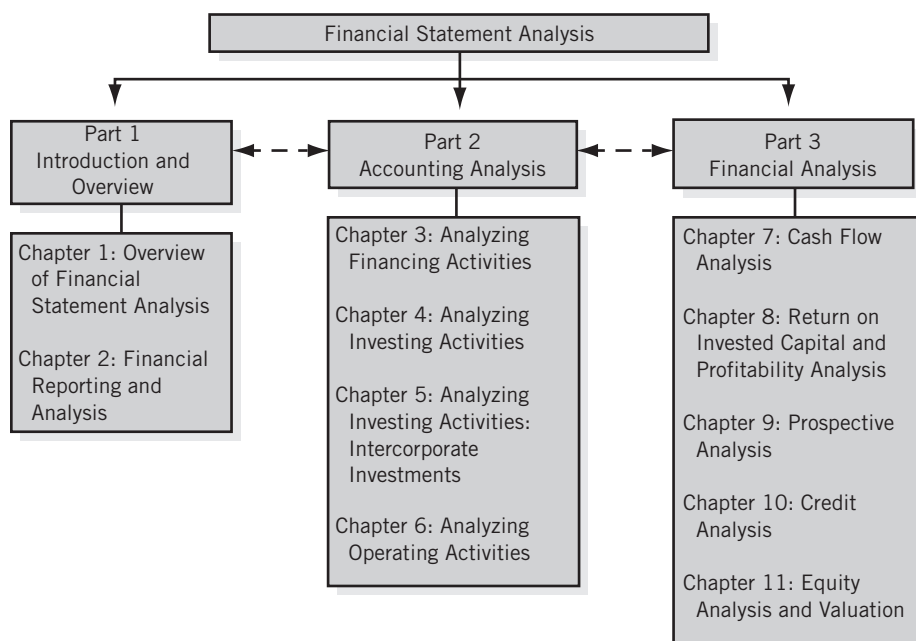 Financial Statement Analysis
Part 1
Introduction and
Overview
Chapter 1: Overview
of Financial
Statement Analysis
Chapter 2: Financial
Reporting and
Analysis
Part 2
Accounting Analysis
Chapter 3: Analyzing
Financing Activities
Chapter 4: Analyzing
Investing Activities
Chapter 5: Analyzing
Investing Activities:
Intercorporate
Investments
Chapter 6: Analyzing
Operating Activities
Part 3
Financial Analysis
Chapter 7: Cash Flow
Analysis
Chapter 8: Return on
Invested Capital and
Profitability Analysis
Chapter 9: Prospective
Analysis
Chapter 10: Credit
Analysis
Chapter 11: Equity
Analysis and Valuation